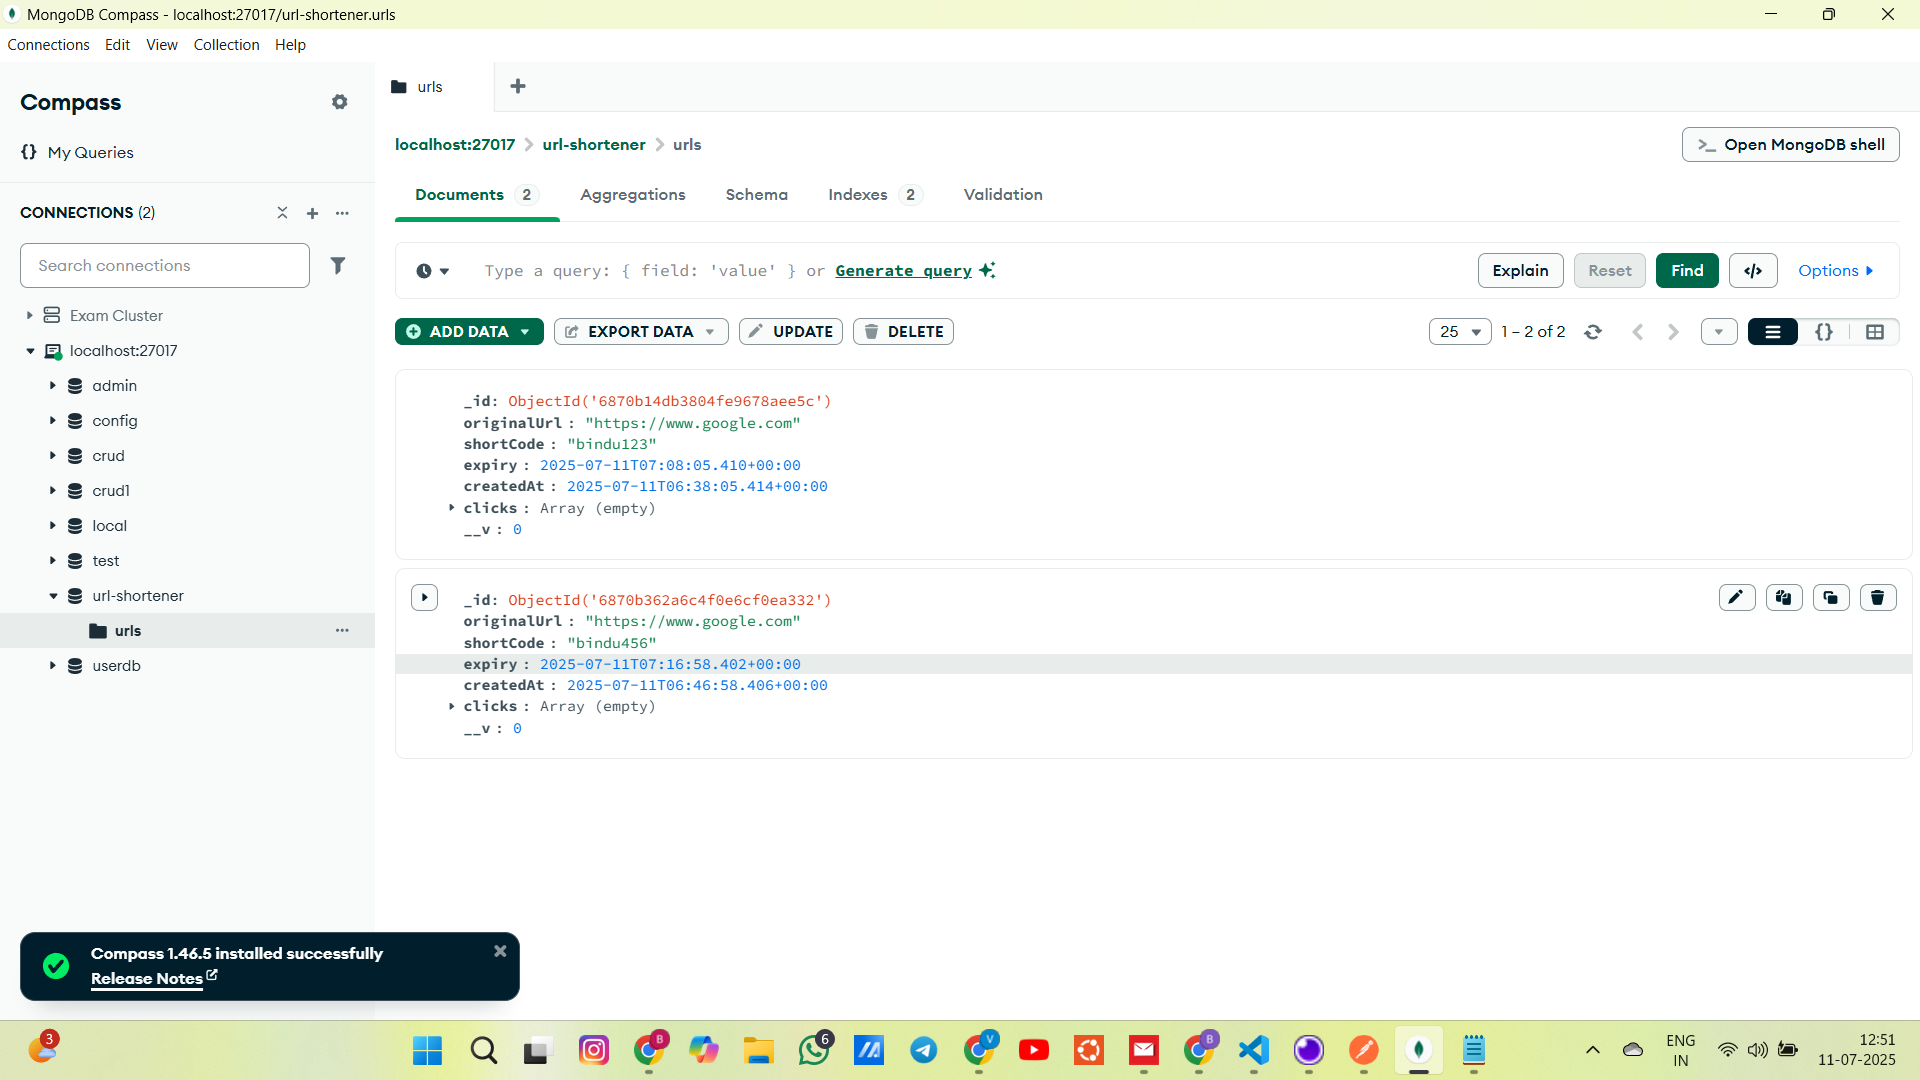 MongoDB Compass - localhost:27017/url-shortener.urls
Connections Edit View Collection Help
Compass
My Queries
CONNECTIONS (2)
Search connections
Exam Cluster
localhost:27017
admin
config
crud
crud1
local
test
url-shortener
urls
userdb
urls
localhost:27017 > url-shortener > urls
>_ Open MongoDB shell
Documents 2 Aggregations Schema Indexes 2 Validation
Type a query: { field: 'value' } or Generate query
Explain Reset Find </> Options
ADD DATA EXPORT DATA UPDATE DELETE
25 1 – 2 of 2
_id: ObjectId('6870b14db3804fe9678aee5c')
originalUrl : "https://www.google.com"
shortCode : "bindu123"
expiry : 2025-07-11T07:08:05.410+00:00
createdAt : 2025-07-11T06:38:05.414+00:00
clicks : Array (empty)
__v : 0
_id: ObjectId('6870b362a6c4f0e6cf0ea332')
originalUrl : "https://www.google.com"
shortCode : "bindu456"
expiry : 2025-07-11T07:16:58.402+00:00
createdAt : 2025-07-11T06:46:58.406+00:00
clicks : Array (empty)
__v : 0
Compass 1.46.5 installed successfully
Release Notes
3
B
6
V
B
ENG
IN
12:51
11-07-2025